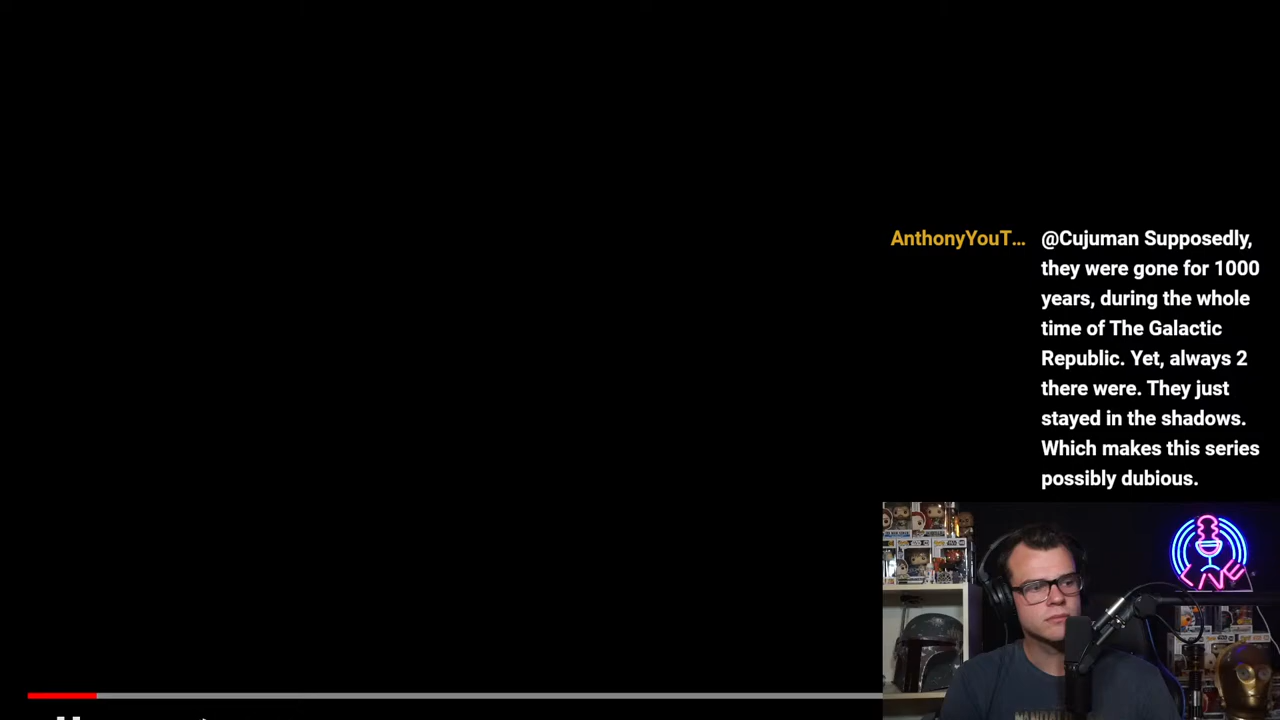 AnthonyYouT… @Cujuman Supposedly,
they were gone for 1000
years, during the whole
time of The Galactic
Republic. Yet, always 2
there were. They just
stayed in the shadows.
Which makes this series
possibly dubious.
LIVE